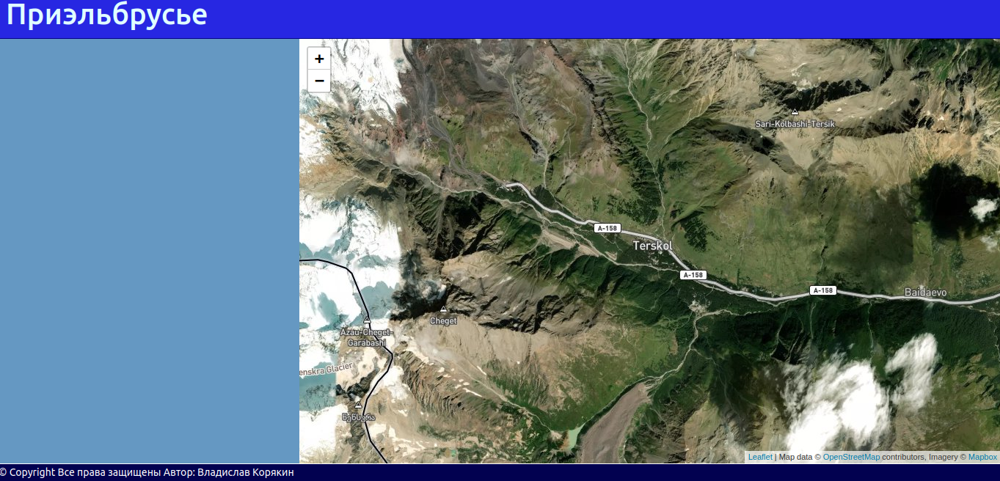 Приэльбрусье
+
−
Sari-Kolbashi-Tersik
A-158
Terskol
A-158
A-158
Baidaevo
Cheget
Azau-Cheget-
Garabashi
enskra Glacier
Leaflet | Map data © OpenStreetMap contributors, Imagery © Mapbox
© Copyright Все права защищены Автор: Владислав Корякин